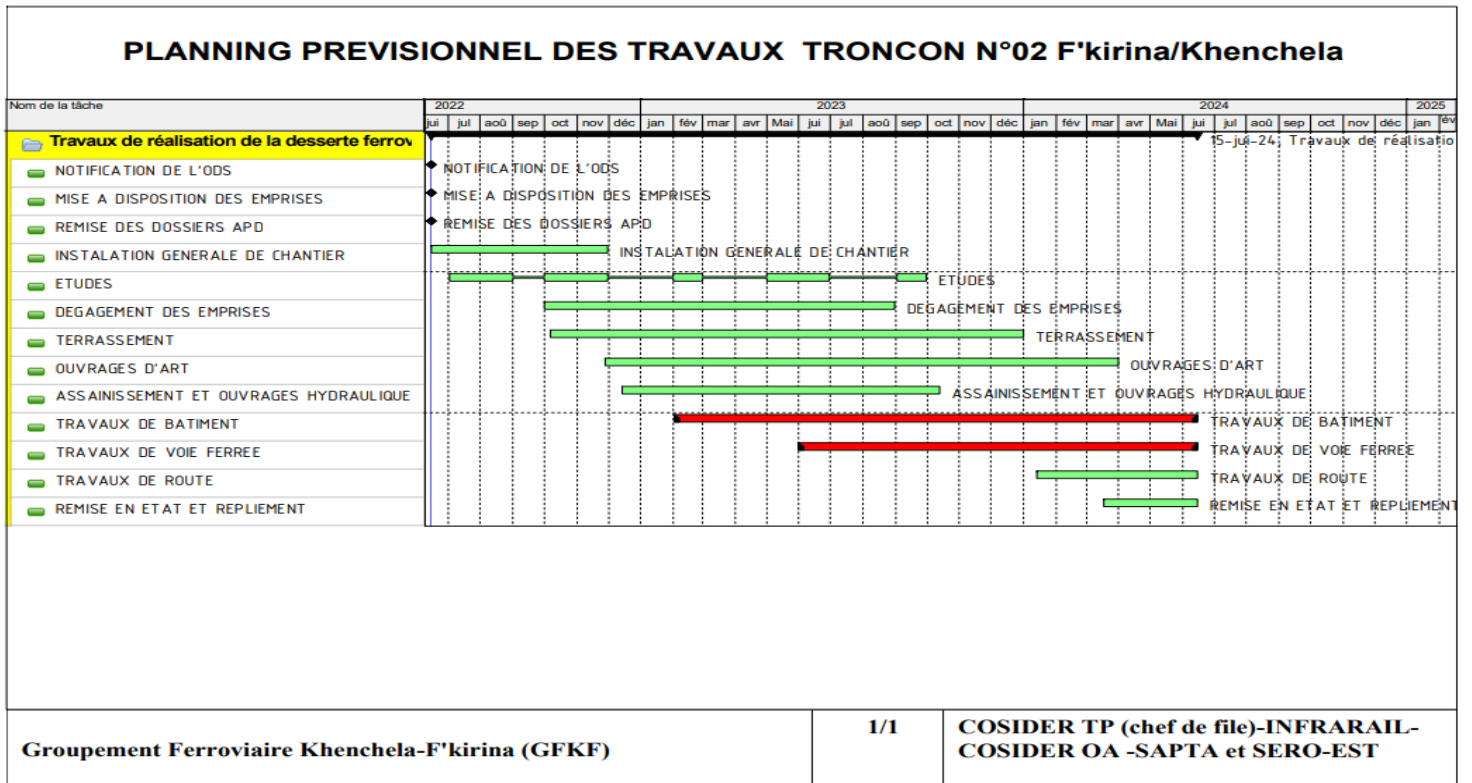 PLANNING PREVISIONNEL DES TRAVAUX TRONCON N°02 F'kirina/Khenchela
Nom de la tâche 2022 2023 2024 2025
jui jul aoû sep oct nov déc jan fév mar avr Mai jui jul aoû sep oct nov déc jan fév mar avr Mai jui jul aoû sep oct nov déc jan fév
Travaux de réalisation de la desserte ferrov 15-jui-24, Travaux de réalisatio
NOTIFICATION DE L'ODS NOTIFICATION DE L'ODS
MISE A DISPOSITION DES EMPRISES MISE A DISPOSITION DES EMPRISES
REMISE DES DOSSIERS APD REMISE DES DOSSIERS APD
INSTALATION GENERALE DE CHANTIER INSTALATION GENERALE DE CHANTIER
ETUDES ETUDES
DEGAGEMENT DES EMPRISES DEGAGEMENT DES EMPRISES
TERRASSEMENT TERRASSEMENT
OUVRAGES D'ART OUVRAGES D'ART
ASSAINISSEMENT ET OUVRAGES HYDRAULIQUE ASSAINISSEMENT ET OUVRAGES HYDRAULIQUE
TRAVAUX DE BATIMENT TRAVAUX DE BATIMENT
TRAVAUX DE VOIE FERREE TRAVAUX DE VOIE FERREE
TRAVAUX DE ROUTE TRAVAUX DE ROUTE
REMISE EN ETAT ET REPLIEMENT REMISE EN ETAT ET REPLIEMENT
Groupement Ferroviaire Khenchela-F'kirina (GFKF)
1/1
COSIDER TP (chef de file)-INFRARAIL-
COSIDER OA -SAPTA et SERO-EST